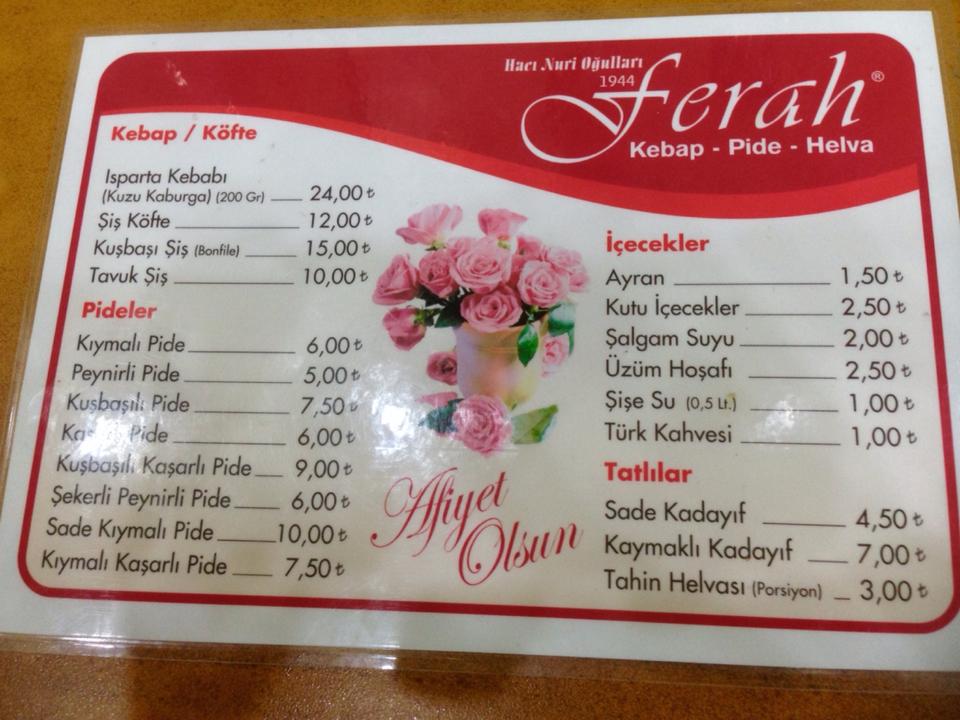 Hacı Nuri Oğulları
1944
Ferah®
Kebap - Pide - Helva
Kebap / Köfte
Isparta Kebabı
(Kuzu Kaburga) (200 Gr) 24,00 ₺
Şiş Köfte 12,00 ₺
Kuşbaşı Şiş (Bonfile) 15,00 ₺
Tavuk Şiş 10,00 ₺
Pideler
Kıymalı Pide 6,00 ₺
Peynirli Pide 5,00 ₺
Kuşbaşılı Pide 7,50 ₺
Pide 6,00 ₺
Kuşbaşılı Kaşarlı Pide 9,00 ₺
Şekerli Peynirli Pide 6,00 ₺
Sade Kıymalı Pide 10,00 ₺
Kıymalı Kaşarlı Pide 7,50 ₺
Afiyet
Olsun
İçecekler
Ayran 1,50 ₺
Kutu İçecekler 2,50 ₺
Şalgam Suyu 2,00 ₺
Üzüm Hoşafı 2,50 ₺
Şişe Su (0,5 Lt.) 1,00 ₺
Türk Kahvesi 1,00 ₺
Tatlılar
Sade Kadayıf 4,50 ₺
Kaymaklı Kadayıf 7,00 ₺
Tahin Helvası (Porsiyon) 3,00 ₺